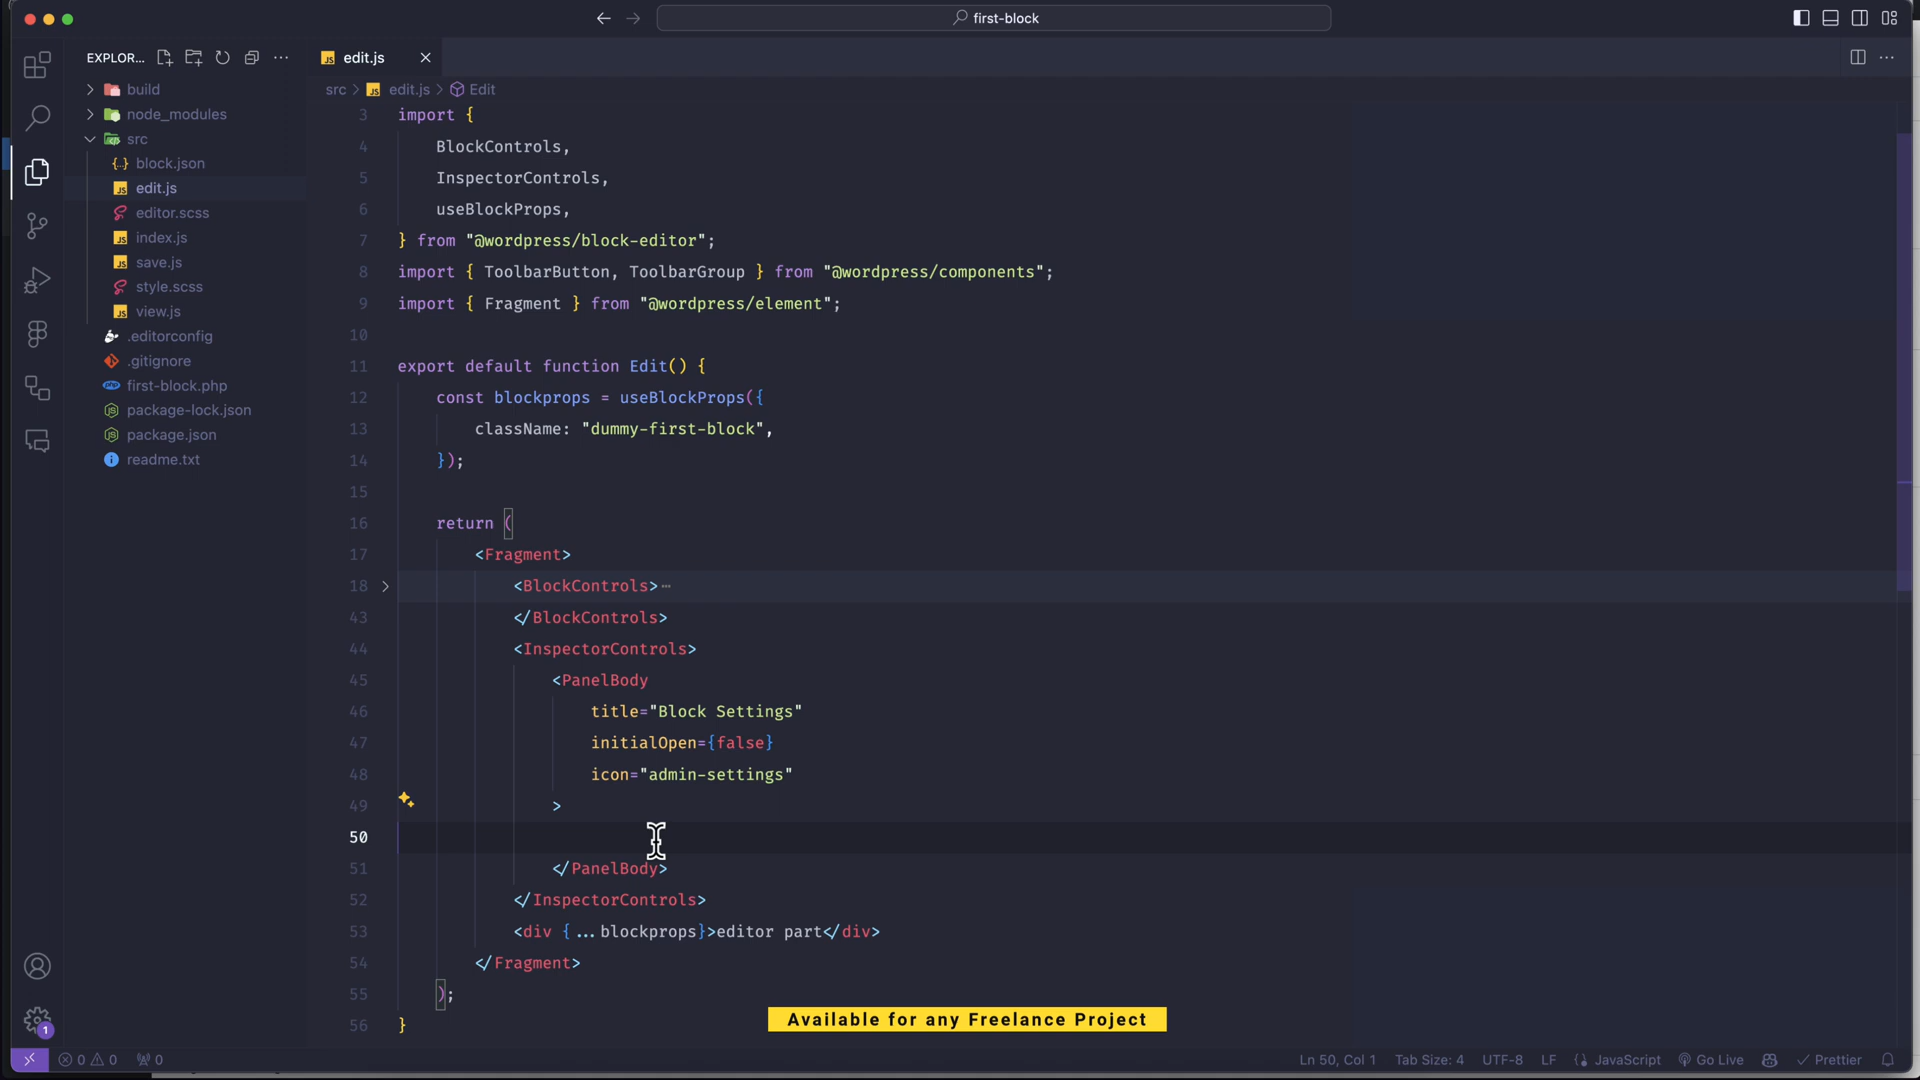 first-block
EXPLOR...
build
node_modules
src
block.json
edit.js
editor.scss
index.js
save.js
style.scss
view.js
.editorconfig
.gitignore
first-block.php
package-lock.json
package.json
readme.txt
edit.js
src > edit.js > Edit
3 import {
4 BlockControls,
5 InspectorControls,
6 useBlockProps,
7 } from "@wordpress/block-editor";
8 import { ToolbarButton, ToolbarGroup } from "@wordpress/components";
9 import { Fragment } from "@wordpress/element";
10
11 export default function Edit() {
12 const blockprops = useBlockProps({
13 className: "dummy-first-block",
14 });
15
16 return (
17 <Fragment>
18 <BlockControls>⋯
43 </BlockControls>
44 <InspectorControls>
45 <PanelBody
46 title="Block Settings"
47 initialOpen={false}
48 icon="admin-settings"
49 >
50
51 </PanelBody>
52 </InspectorControls>
53 <div {...blockprops}>editor part</div>
54 </Fragment>
55 );
56 }
Available for any Freelance Project
1
0 0 0 Ln 50, Col 1 Tab Size: 4 UTF-8 LF {} JavaScript Go Live Prettier